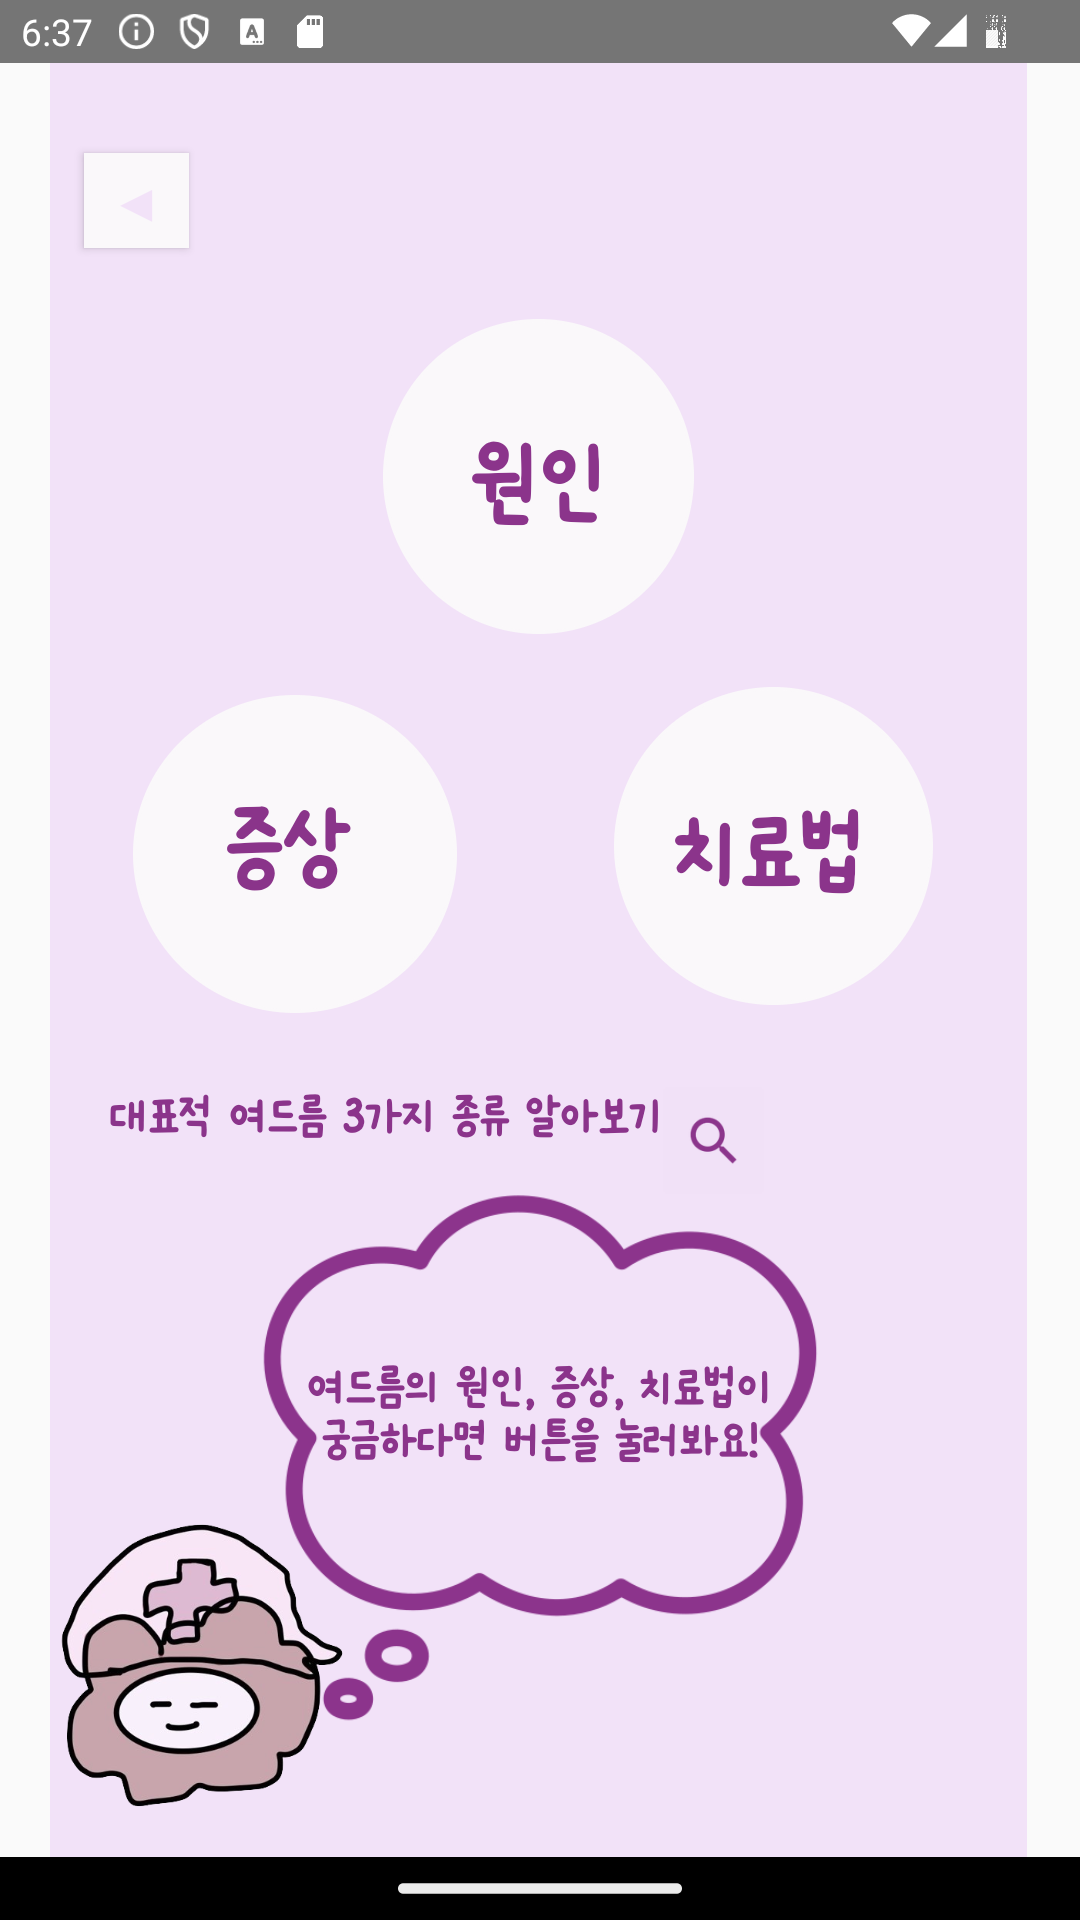 6:37
◀
원인
증상
치료법
대표적 여드름 3가지 종류 알아보기
여드름의 원인, 증상, 치료법이
궁금하다면 버튼을 눌러봐요!